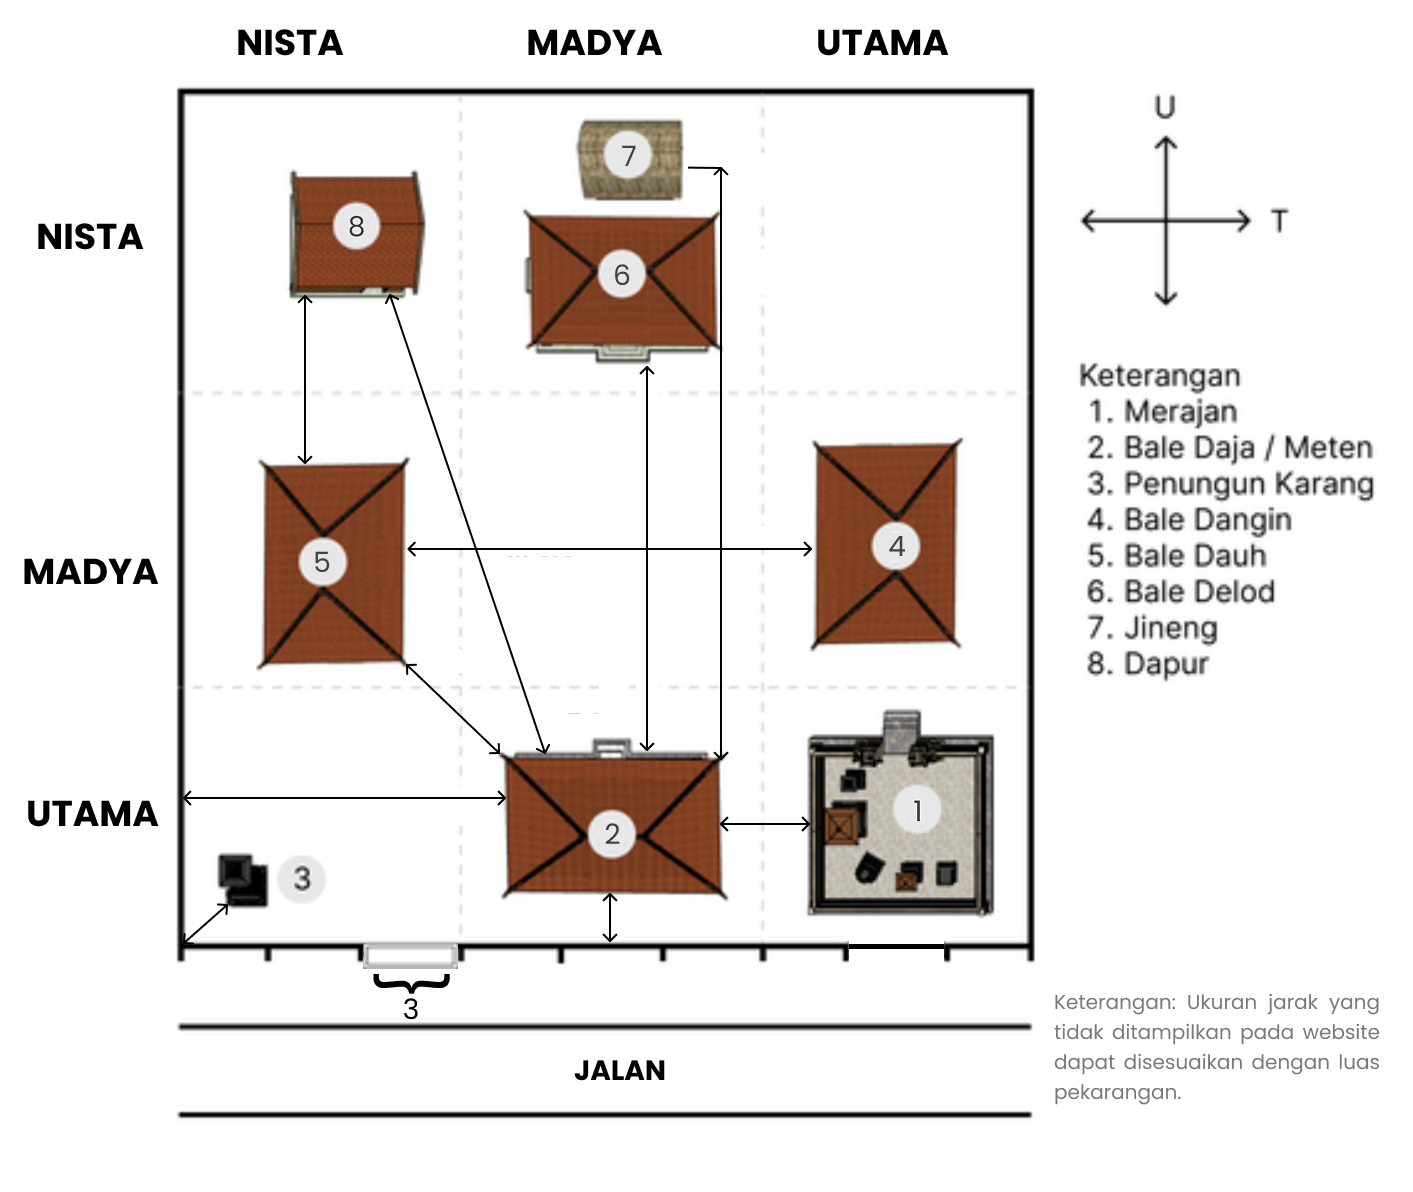 NISTA MADYA UTAMA
U
7
8
NISTA
6
T
Keterangan
1. Merajan
2. Bale Daja / Meten
3. Penungun Karang
4. Bale Dangin
5. Bale Dauh
6. Bale Delod
7. Jineng
8. Dapur
4
5
MADYA
UTAMA
1
2
3
3
Keterangan: Ukuran jarak yang
tidak ditampilkan pada website
dapat disesuaikan dengan luas
pekarangan.
JALAN